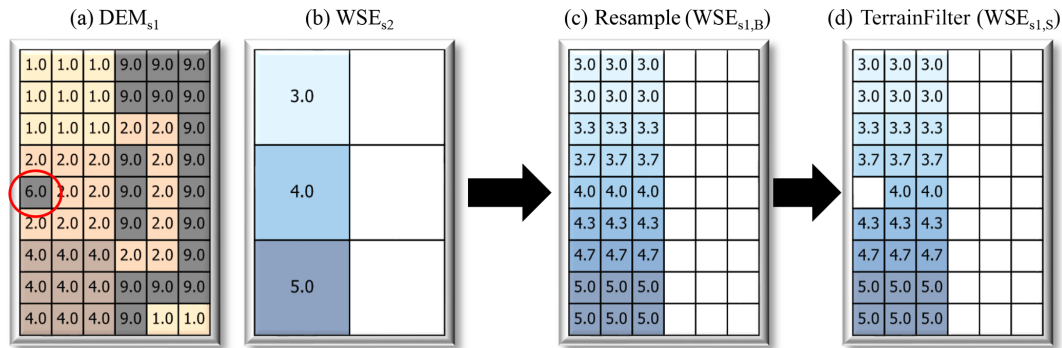 (a) DEM_s1 (b) WSE_s2 (c) Resample (WSE_s1,B) (d) TerrainFilter (WSE_s1,S)
1.0 1.0 1.0 9.0 9.0 9.0
1.0 1.0 1.0 9.0 9.0 9.0
1.0 1.0 1.0 2.0 2.0 9.0
2.0 2.0 2.0 9.0 2.0 9.0
6.0 2.0 2.0 9.0 2.0 9.0
2.0 2.0 2.0 9.0 2.0 9.0
4.0 4.0 4.0 2.0 2.0 9.0
4.0 4.0 4.0 9.0 9.0 9.0
4.0 4.0 4.0 9.0 1.0 1.0
3.0
4.0
5.0
3.0 3.0 3.0
3.0 3.0 3.0
3.3 3.3 3.3
3.7 3.7 3.7
4.0 4.0 4.0
4.3 4.3 4.3
4.7 4.7 4.7
5.0 5.0 5.0
5.0 5.0 5.0
3.0 3.0 3.0
3.0 3.0 3.0
3.3 3.3 3.3
3.7 3.7 3.7
4.0 4.0
4.3 4.3 4.3
4.7 4.7 4.7
5.0 5.0 5.0
5.0 5.0 5.0